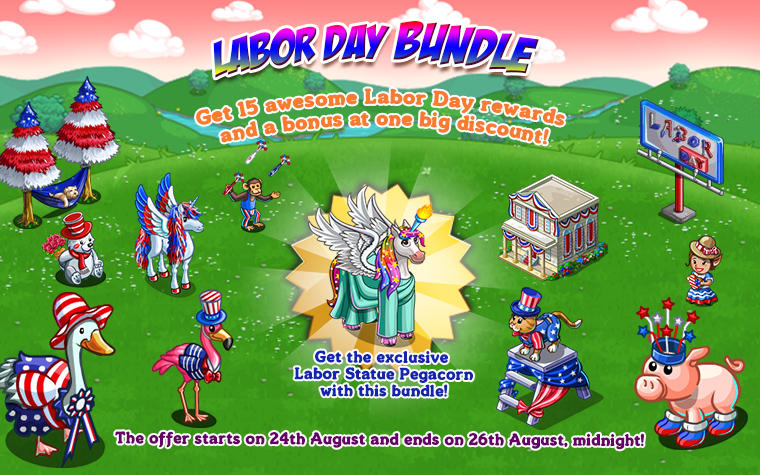 LABOR DAY BUNDLE
Get 15 awesome Labor Day rewards
and a bonus at one big discount!
LABOR
DAY
Get the exclusive
Labor Statue Pegacorn
with this bundle!
The offer starts on 24th August and ends on 26th August, midnight!